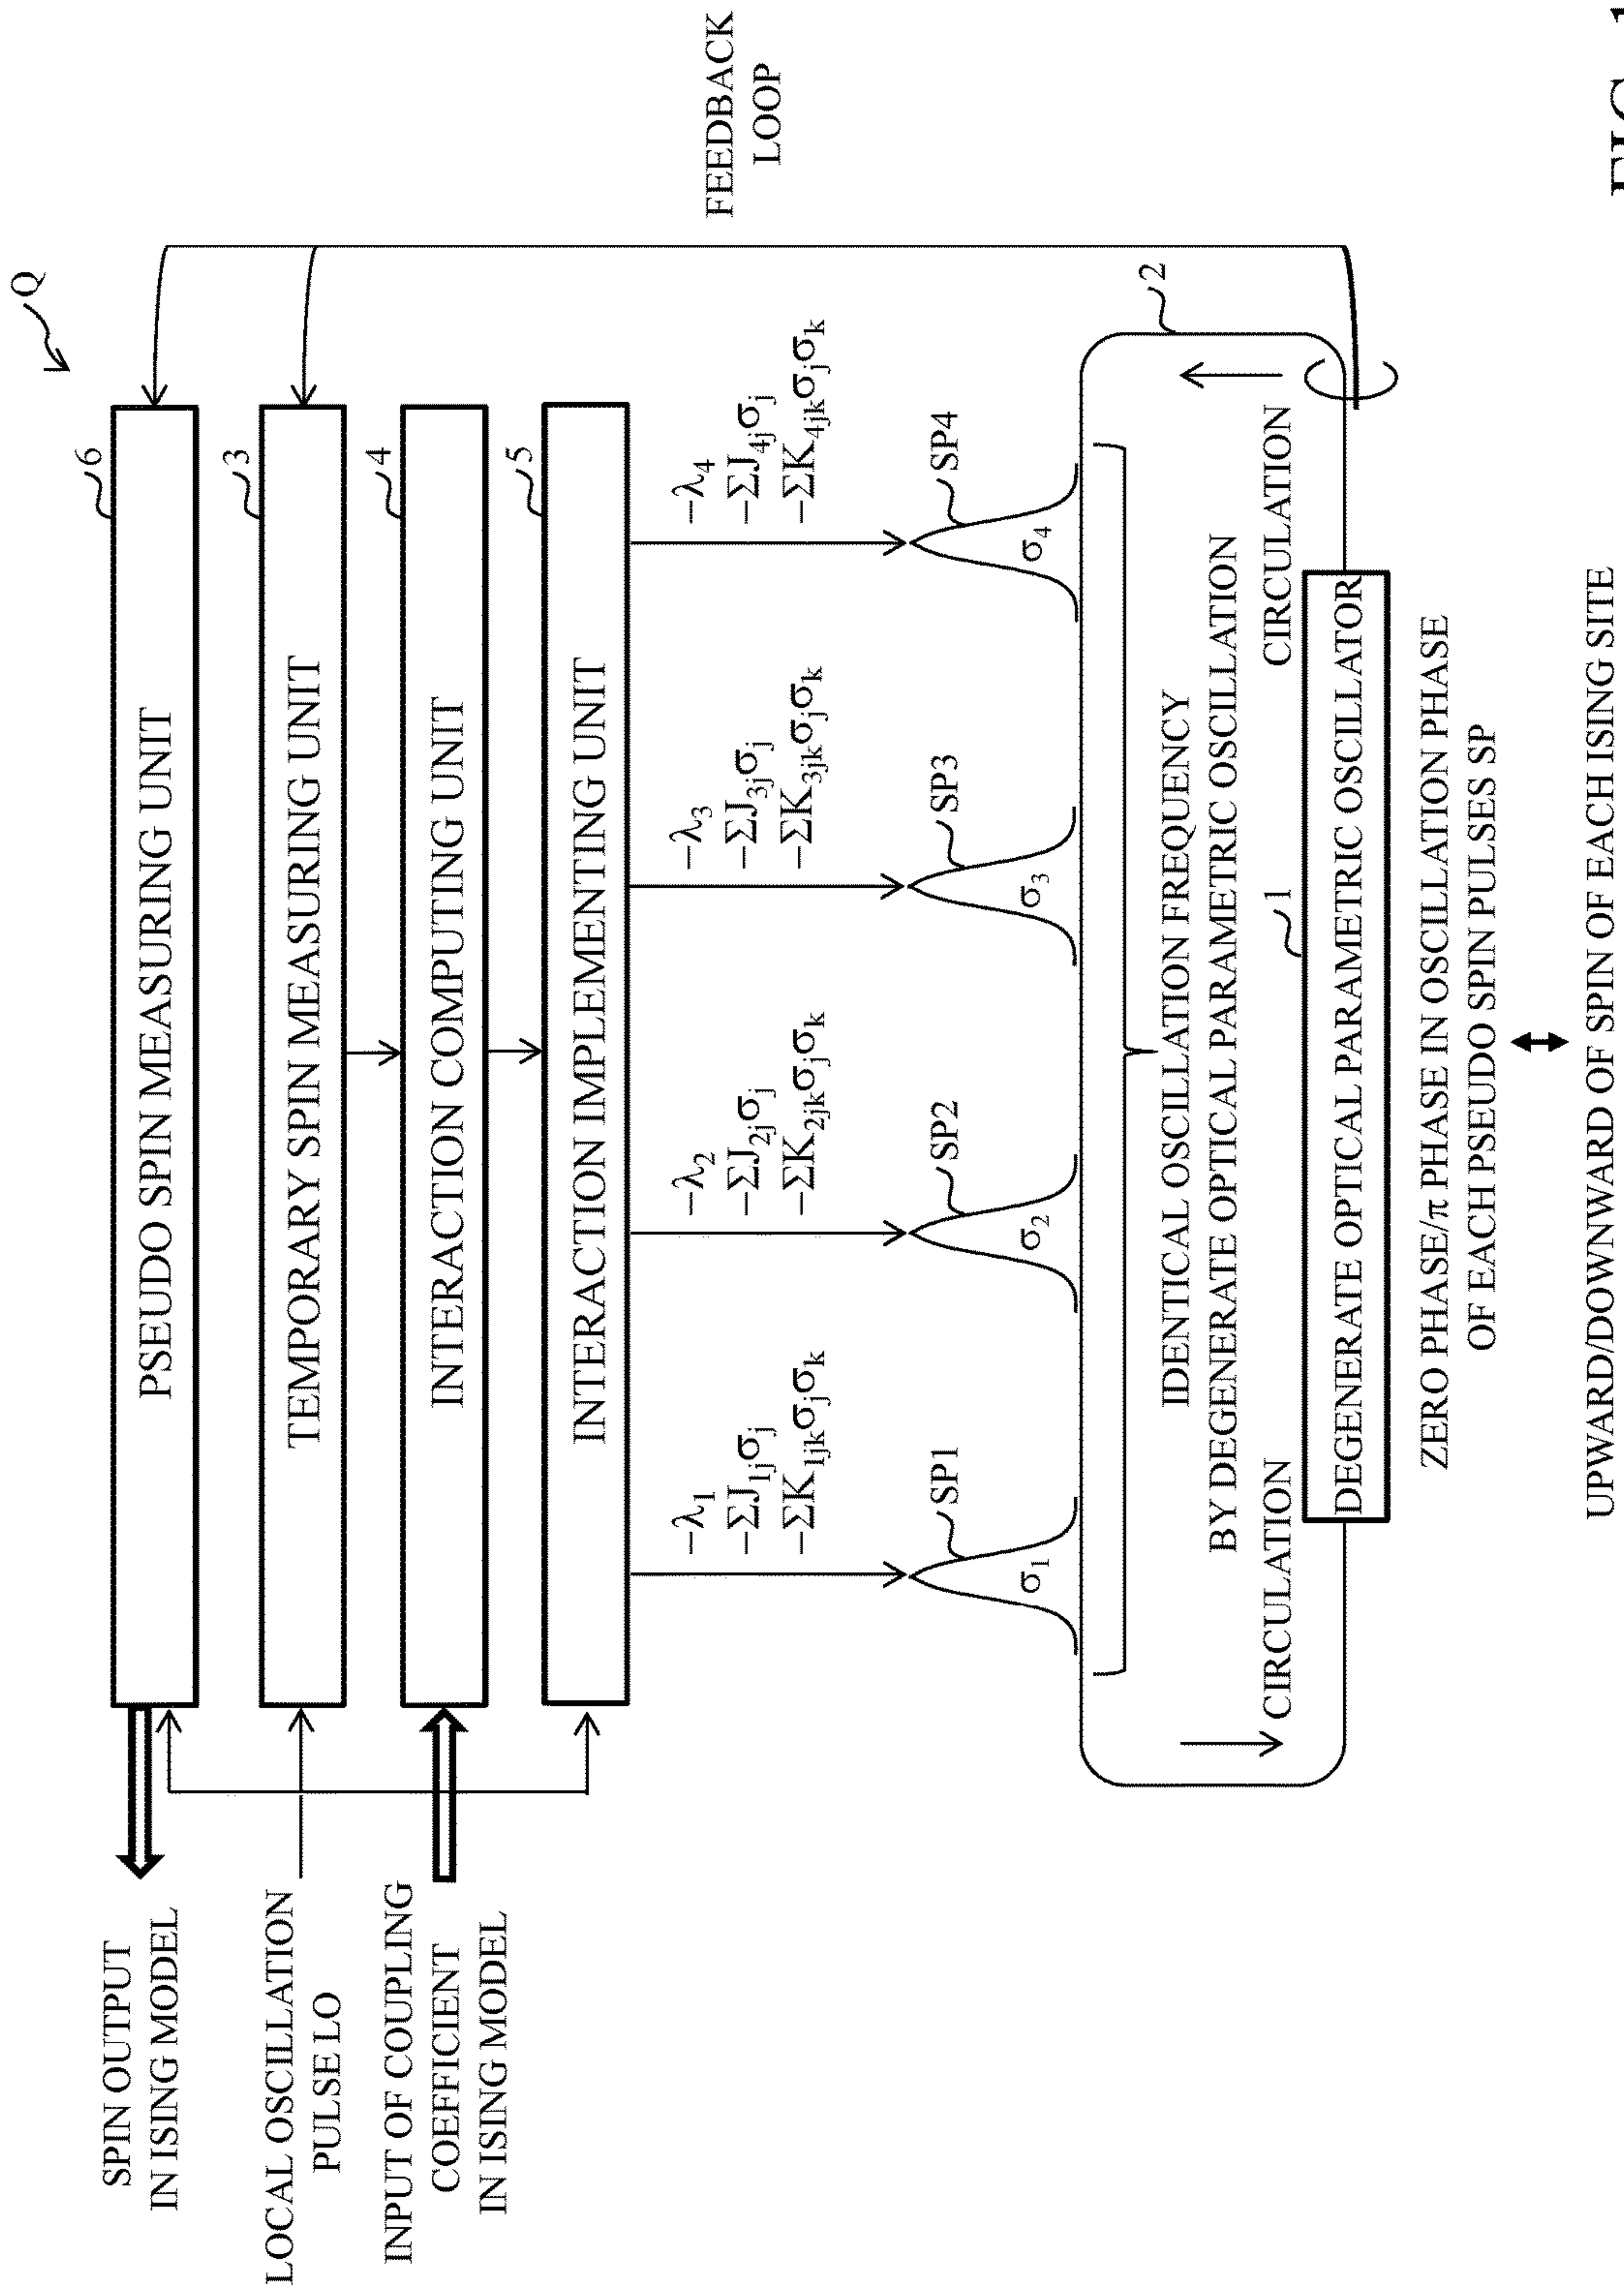 Q
SPIN OUTPUT
IN ISING MODEL
6
PSEUDO SPIN MEASURING UNIT
LOCAL OSCILLATION
PULSE LO
3
TEMPORARY SPIN MEASURING UNIT
INPUT OF COUPLING
COEFFICIENT
IN ISING MODEL
4
INTERACTION COMPUTING UNIT
5
INTERACTION IMPLEMENTING UNIT
FEEDBACK
LOOP
−λ1
−ΣJ1jσj
−ΣK1jkσjσk
−λ2
−ΣJ2jσj
−ΣK2jkσjσk
−λ3
−ΣJ3jσj
−ΣK3jkσjσk
−λ4
−ΣJ4jσj
−ΣK4jkσjσk
SP1
SP2
SP3
SP4
σ1
σ2
σ3
σ4
2
IDENTICAL OSCILLATION FREQUENCY
BY DEGENERATE OPTICAL PARAMETRIC OSCILLATION
CIRCULATION
1
CIRCULATION
DEGENERATE OPTICAL PARAMETRIC OSCILLATOR
ZERO PHASE/π PHASE IN OSCILLATION PHASE
OF EACH PSEUDO SPIN PULSES SP
UPWARD/DOWNWARD OF SPIN OF EACH ISING SITE
FIG. 1